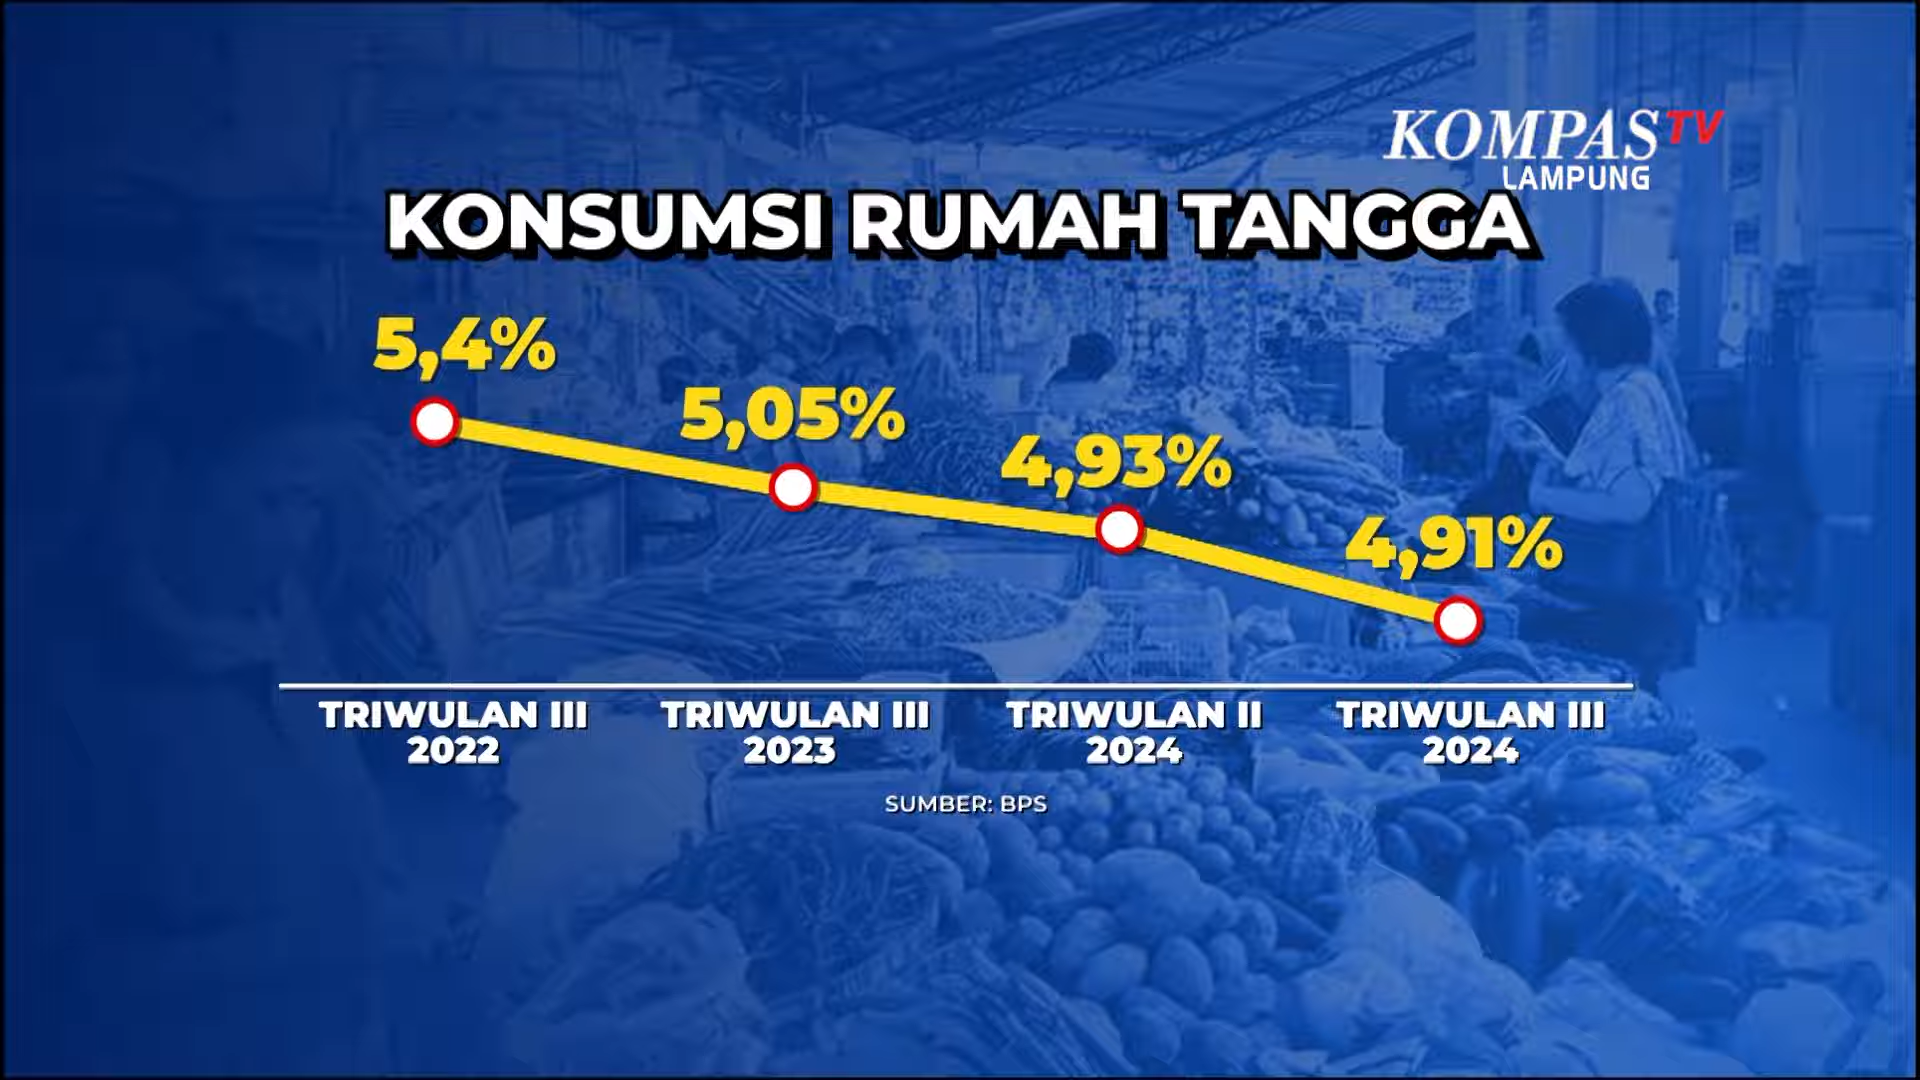 KOMPAS TV
LAMPUNG
KONSUMSI RUMAH TANGGA
5,4%
5,05%
4,93%
4,91%
TRIWULAN III
2022
TRIWULAN III
2023
TRIWULAN II
2024
TRIWULAN III
2024
SUMBER: BPS